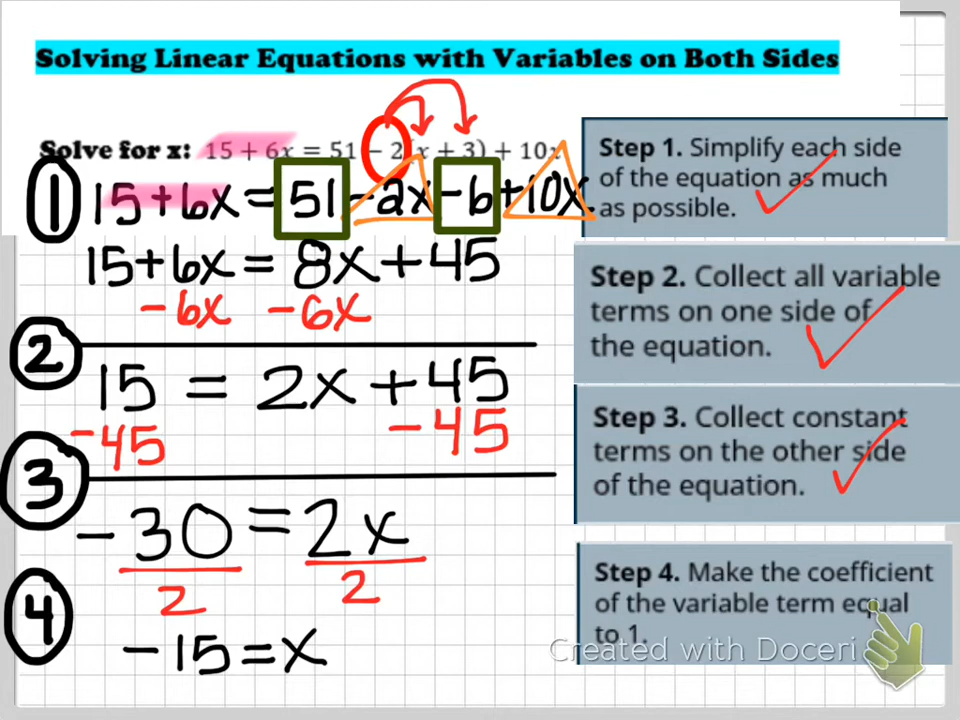 Solving Linear Equations with Variables on Both Sides
Solve for x: 15 + 6x = 51 − 2(x + 3) + 10x
1 15+6x = 51 −2x −6 +10x.
15+6x = 8x+45
−6x −6x
2
15 = 2x+45
−45 −45
3
−30 = 2x
2 2
4
−15=x
Step 1. Simplify each side
of the equation as much
as possible.
Step 2. Collect all variable
terms on one side of
the equation.
Step 3. Collect constant
terms on the other side
of the equation.
Step 4. Make the coefficient
of the variable term equal
to 1.
Created with Doceri